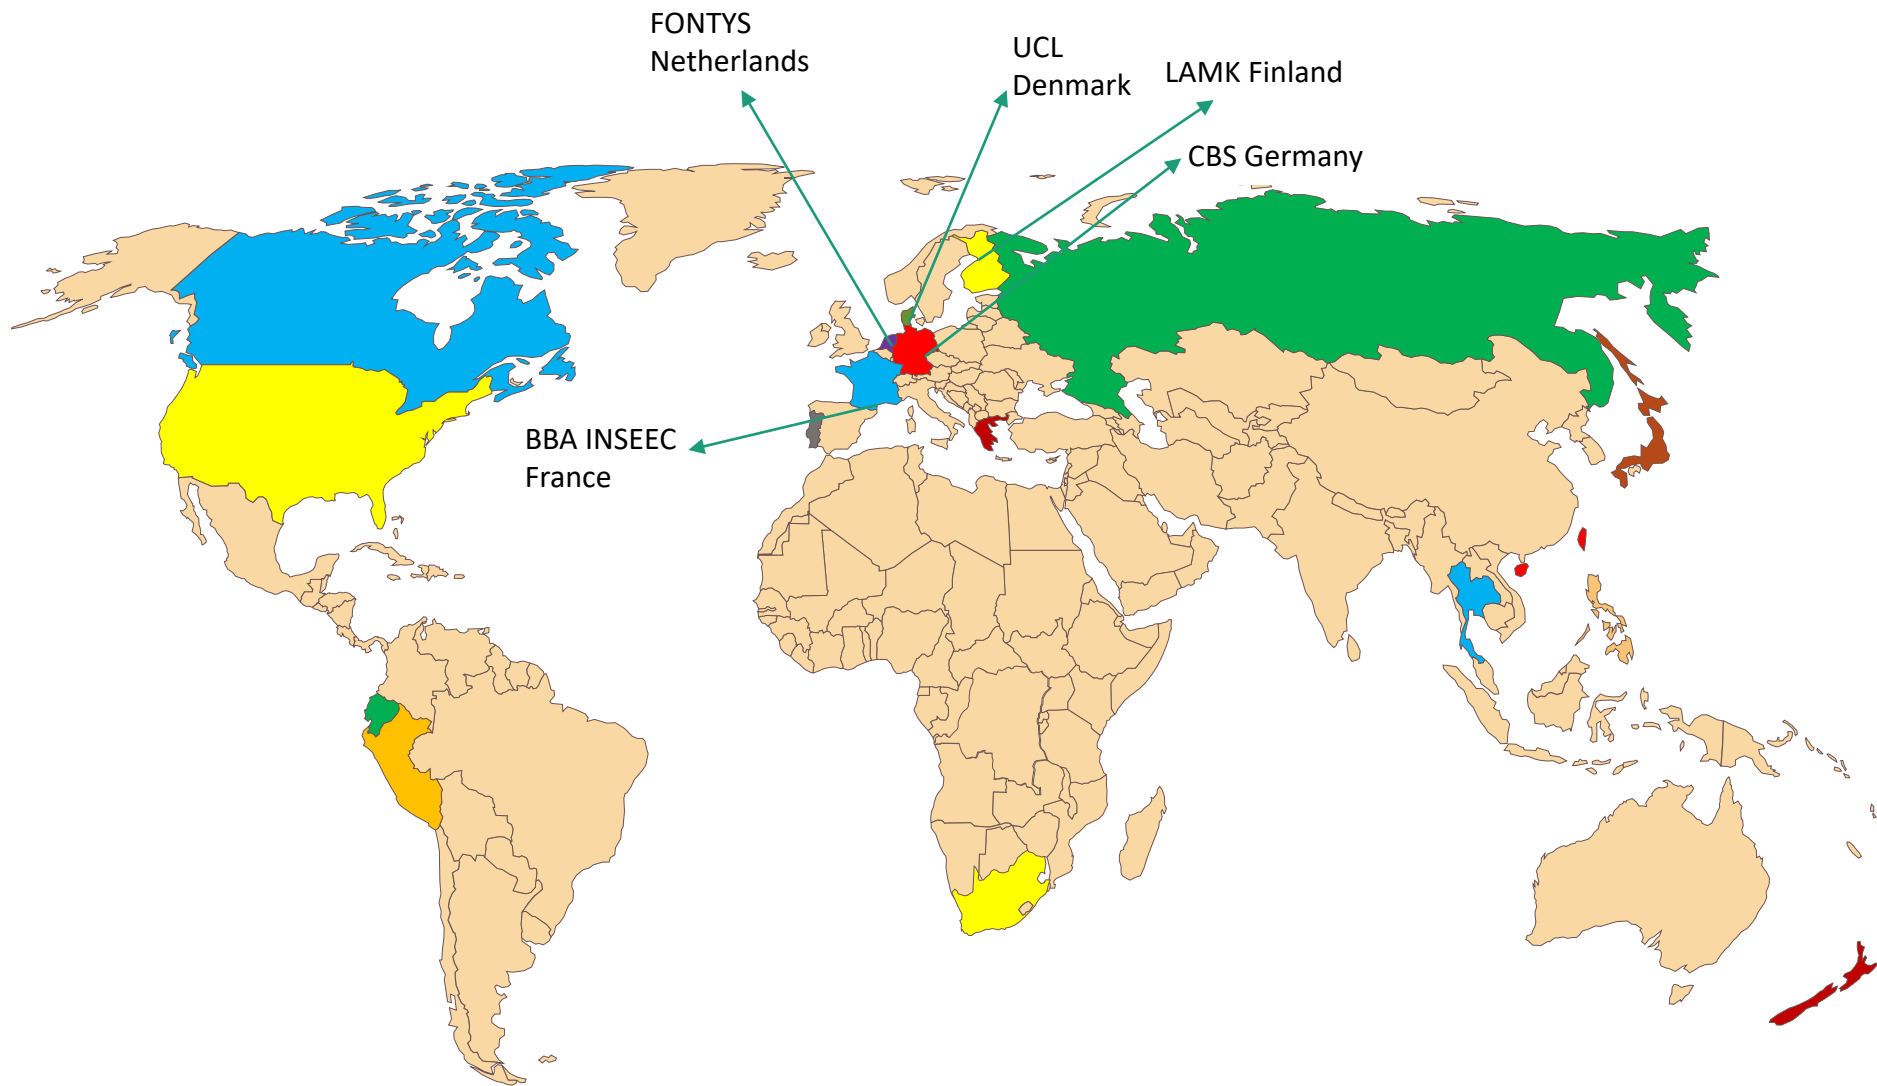 FONTYS
Netherlands
UCL
Denmark
LAMK Finland
CBS Germany
BBA INSEEC
France